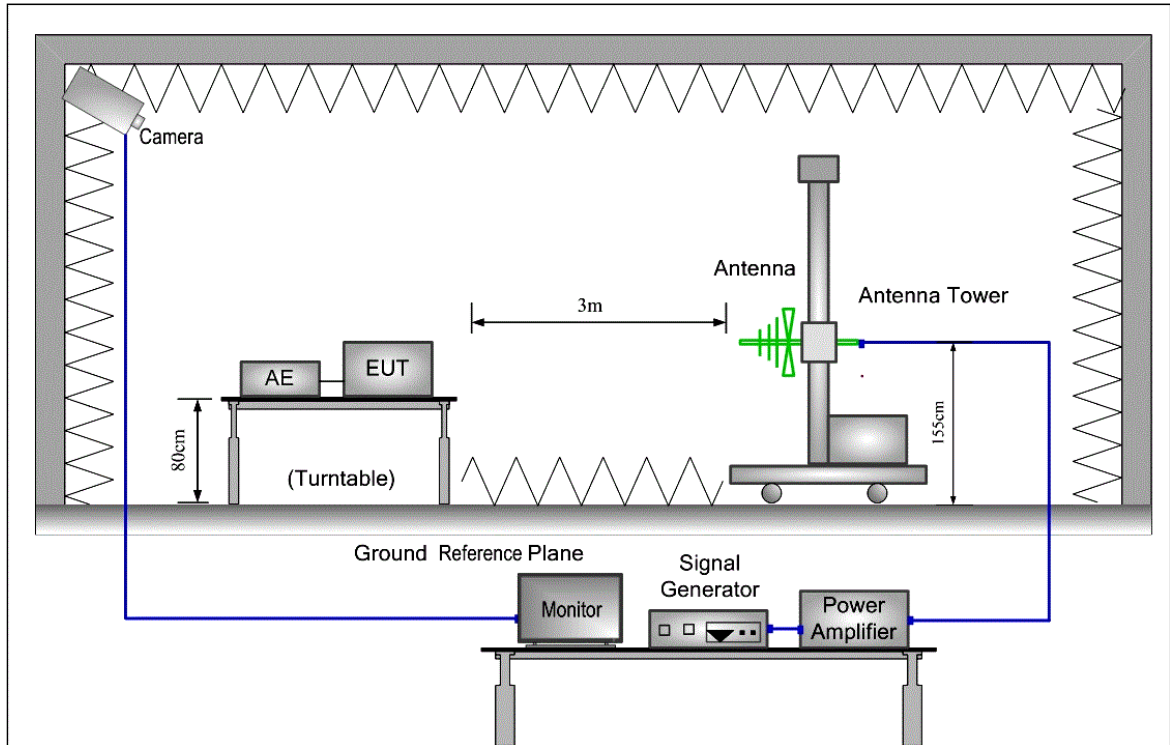 Camera
Antenna
Antenna Tower
3m
AE
EUT
80cm
155cm
(Turntable)
Ground Reference Plane
Signal
Generator
Monitor
Power
Amplifier